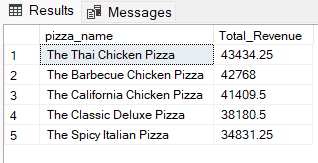 Results Messages
pizza_name Total_Revenue
1 The Thai Chicken Pizza 43434.25
2 The Barbecue Chicken Pizza 42768
3 The California Chicken Pizza 41409.5
4 The Classic Deluxe Pizza 38180.5
5 The Spicy Italian Pizza 34831.25